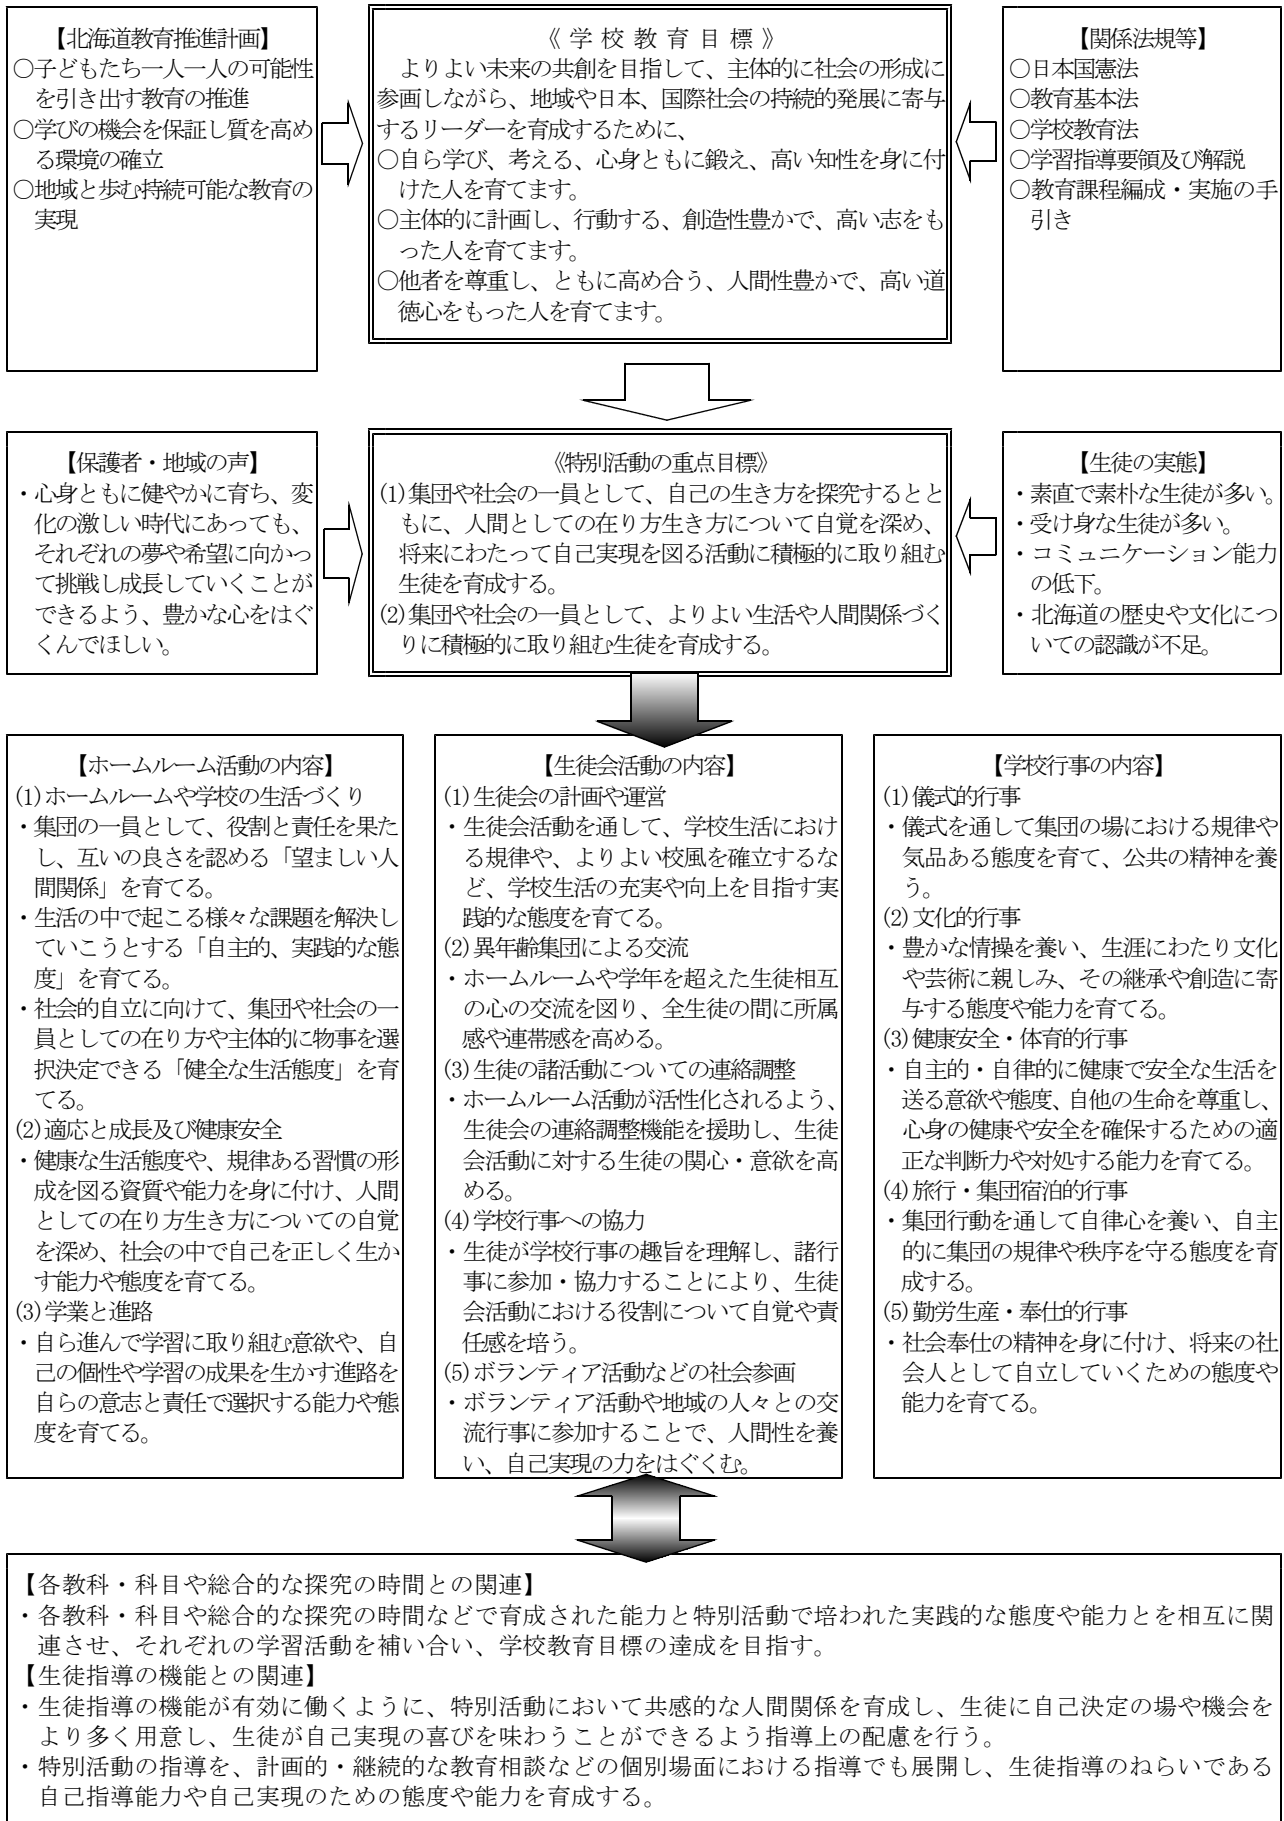 【北海道教育推進計画】
○子どもたち一人一人の可能性
を引き出す教育の推進
○学びの機会を保証し質を高め
る環境の確立
○地域と歩む持続可能な教育の
実現
《 学 校 教 育 目 標 》
よりよい未来の共創を目指して、主体的に社会の形成に
参画しながら、地域や日本、国際社会の持続的発展に寄与
するリーダーを育成するために、
○自ら学び、考える、心身ともに鍛え、高い知性を身に付
けた人を育てます。
○主体的に計画し、行動する、創造性豊かで、高い志をも
った人を育てます。
○他者を尊重し、ともに高め合う、人間性豊かで、高い道
徳心をもった人を育てます。
【関係法規等】
○日本国憲法
○教育基本法
○学校教育法
○学習指導要領及び解説
○教育課程編成・実施の手
引き
【保護者・地域の声】
・心身ともに健やかに育ち、変
化の激しい時代にあっても、
それぞれの夢や希望に向かっ
て挑戦し成長していくことが
できるよう、豊かな心をはぐ
くんでほしい。
《特別活動の重点目標》
(1)集団や社会の一員として、自己の生き方を探究するとと
もに、人間としての在り方生き方について自覚を深め、
将来にわたって自己実現を図る活動に積極的に取り組む
生徒を育成する。
(2)集団や社会の一員として、よりよい生活や人間関係づく
りに積極的に取り組む生徒を育成する。
【生徒の実態】
・素直で素朴な生徒が多い。
・受け身な生徒が多い。
・コミュニケーション能力
の低下。
・北海道の歴史や文化につ
いての認識が不足。
【ホームルーム活動の内容】
(1)ホームルームや学校の生活づくり
・集団の一員として、役割と責任を果た
し、互いの良さを認める「望ましい人
間関係」を育てる。
・生活の中で起こる様々な課題を解決し
ていこうとする「自主的、実践的な態
度」を育てる。
・社会的自立に向けて、集団や社会の一
員としての在り方や主体的に物事を選
択決定できる「健全な生活態度」を育
てる。
(2)適応と成長及び健康安全
・健康な生活態度や、規律ある習慣の形
成を図る資質や能力を身に付け、人間
としての在り方生き方についての自覚
を深め、社会の中で自己を正しく生か
す能力や態度を育てる。
(3)学業と進路
・自ら進んで学習に取り組む意欲や、自
己の個性や学習の成果を生かす進路を
自らの意志と責任で選択する能力や態
度を育てる。
【生徒会活動の内容】
(1)生徒会の計画や運営
・生徒会活動を通して、学校生活におけ
る規律や、よりよい校風を確立するな
ど、学校生活の充実や向上を目指す実
践的な態度を育てる。
(2)異年齢集団による交流
・ホームルームや学年を超えた生徒相互
の心の交流を図り、全生徒の間に所属
感や連帯感を高める。
(3)生徒の諸活動についての連絡調整
・ホームルーム活動が活性化されるよう、
生徒会の連絡調整機能を援助し、生徒
会活動に対する生徒の関心・意欲を高
める。
(4)学校行事への協力
・生徒が学校行事の趣旨を理解し、諸行
事に参加・協力することにより、生徒
会活動における役割について自覚や責
任感を培う。
(5)ボランティア活動などの社会参画
・ボランティア活動や地域の人々との交
流行事に参加することで、人間性を養
い、自己実現の力をはぐくむ。
【学校行事の内容】
(1)儀式的行事
・儀式を通して集団の場における規律や
気品ある態度を育て、公共の精神を養
う。
(2)文化的行事
・豊かな情操を養い、生涯にわたり文化
や芸術に親しみ、その継承や創造に寄
与する態度や能力を育てる。
(3)健康安全・体育的行事
・自主的・自律的に健康で安全な生活を
送る意欲や態度、自他の生命を尊重し、
心身の健康や安全を確保するための適
正な判断力や対処する能力を育てる。
(4)旅行・集団宿泊的行事
・集団行動を通して自律心を養い、自主
的に集団の規律や秩序を守る態度を育
成する。
(5)勤労生産・奉仕的行事
・社会奉仕の精神を身に付け、将来の社
会人として自立していくための態度や
能力を育てる。
【各教科・科目や総合的な探究の時間との関連】
・各教科・科目や総合的な探究の時間などで育成された能力と特別活動で培われた実践的な態度や能力とを相互に関
連させ、それぞれの学習活動を補い合い、学校教育目標の達成を目指す。
【生徒指導の機能との関連】
・生徒指導の機能が有効に働くように、特別活動において共感的な人間関係を育成し、生徒に自己決定の場や機会を
より多く用意し、生徒が自己実現の喜びを味わうことができるよう指導上の配慮を行う。
・特別活動の指導を、計画的・継続的な教育相談などの個別場面における指導でも展開し、生徒指導のねらいである
自己指導能力や自己実現のための態度や能力を育成する。